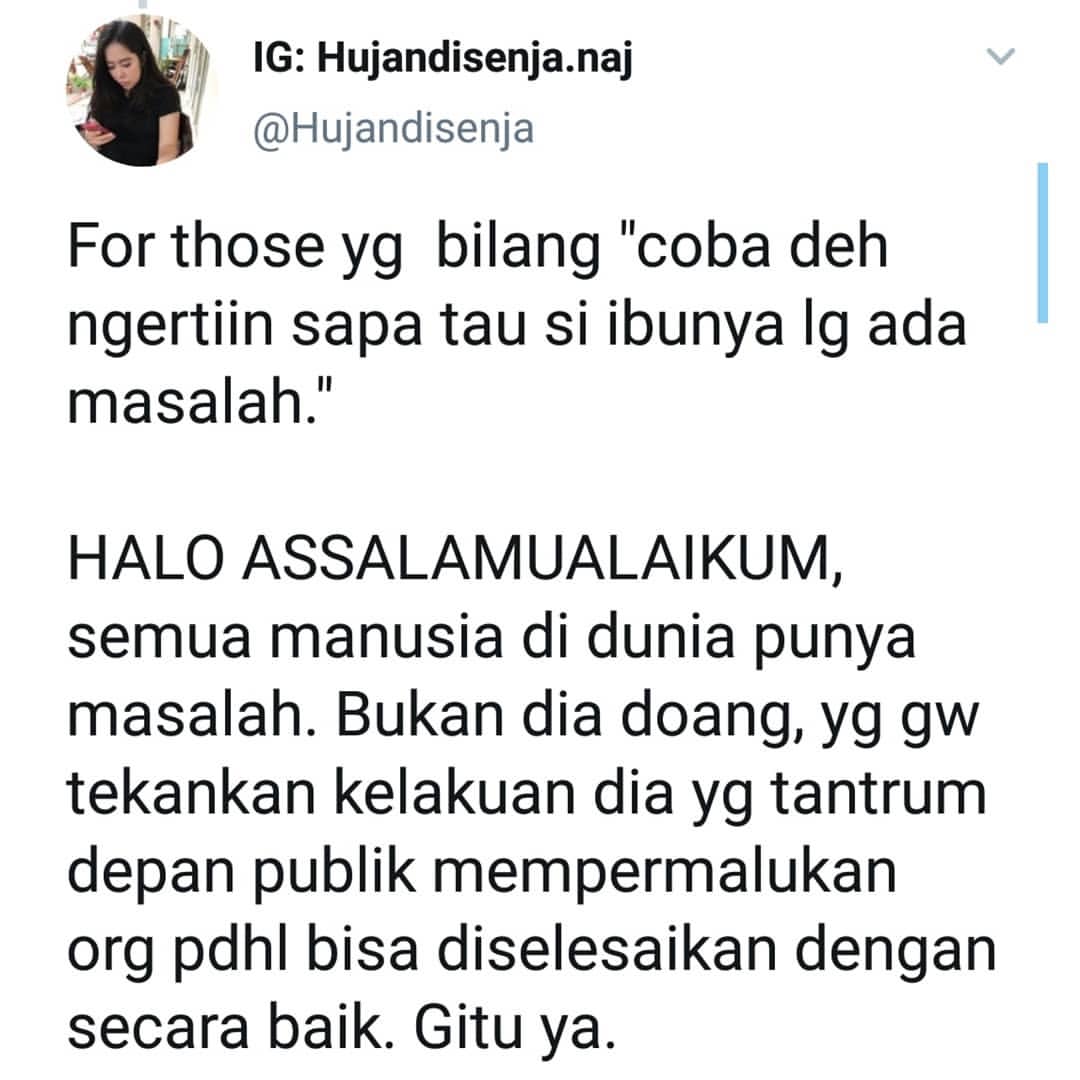 IG: Hujandisenja.naj
@Hujandisenja
For those yg bilang "coba deh
ngertiin sapa tau si ibunya lg ada
masalah."
HALO ASSALAMUALAIKUM,
semua manusia di dunia punya
masalah. Bukan dia doang, yg gw
tekankan kelakuan dia yg tantrum
depan publik mempermalukan
org pdhl bisa diselesaikan dengan
secara baik. Gitu ya.